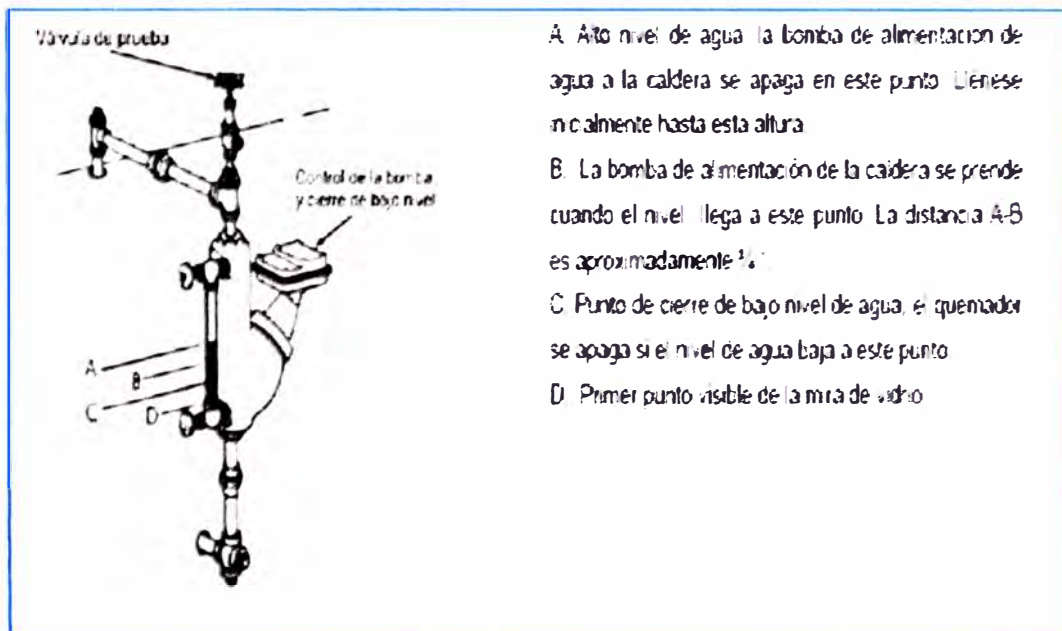 Válvula de prueba
Control de la bomba
y cierre de bajo nivel
A
B
C
D
A. Alto nivel de agua la bomba de alimentación de
agua a la caldera se apaga en este punto. Llénese
inicialmente hasta esta altura
B. La bomba de alimentación de la caldera se prende
cuando el nivel llega a este punto. La distancia A-B
es aproximadamente
C. Punto de cierre de bajo nivel de agua, el quemador
se apaga si el nivel de agua baja a este punto
D. Primer punto visible de la mira de vidrio